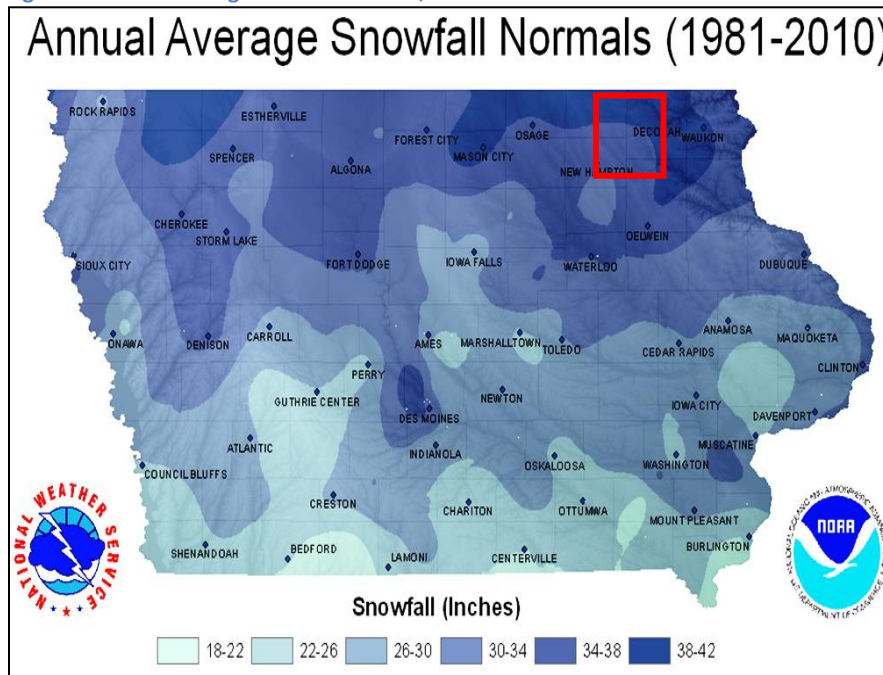 Annual Average Snowfall Normals (1981-2010)
ROCK RAPIDS
ESTHERVILLE
FOREST CITY
OSAGE
DECORAH
WAUKON
SPENCER
MASON CITY
ALGONA
NEW HAMPTON
CHEROKEE
STORM LAKE
OELWEIN
SIOUX CITY
FORT DODGE
IOWA FALLS
WATERLOO
DUBUQUE
ONAWA
DENISON
CARROLL
AMES
MARSHALLTOWN
TOLEDO
CEDAR RAPIDS
ANAMOSA
MAQUOKETA
CLINTON
PERRY
GUTHRIE CENTER
DES MOINES
NEWTON
IOWA CITY
DAVENPORT
ATLANTIC
INDIANOLA
MUSCATINE
COUNCIL BLUFFS
OSKALOOSA
WASHINGTON
CRESTON
CHARITON
OTTUMWA
MOUNT PLEASANT
SHENANDOAH
BEDFORD
LAMONI
CENTERVILLE
BURLINGTON
NATIONAL WEATHER SERVICE
NOAA
Snowfall (Inches)
18-22
22-26
26-30
30-34
34-38
38-42